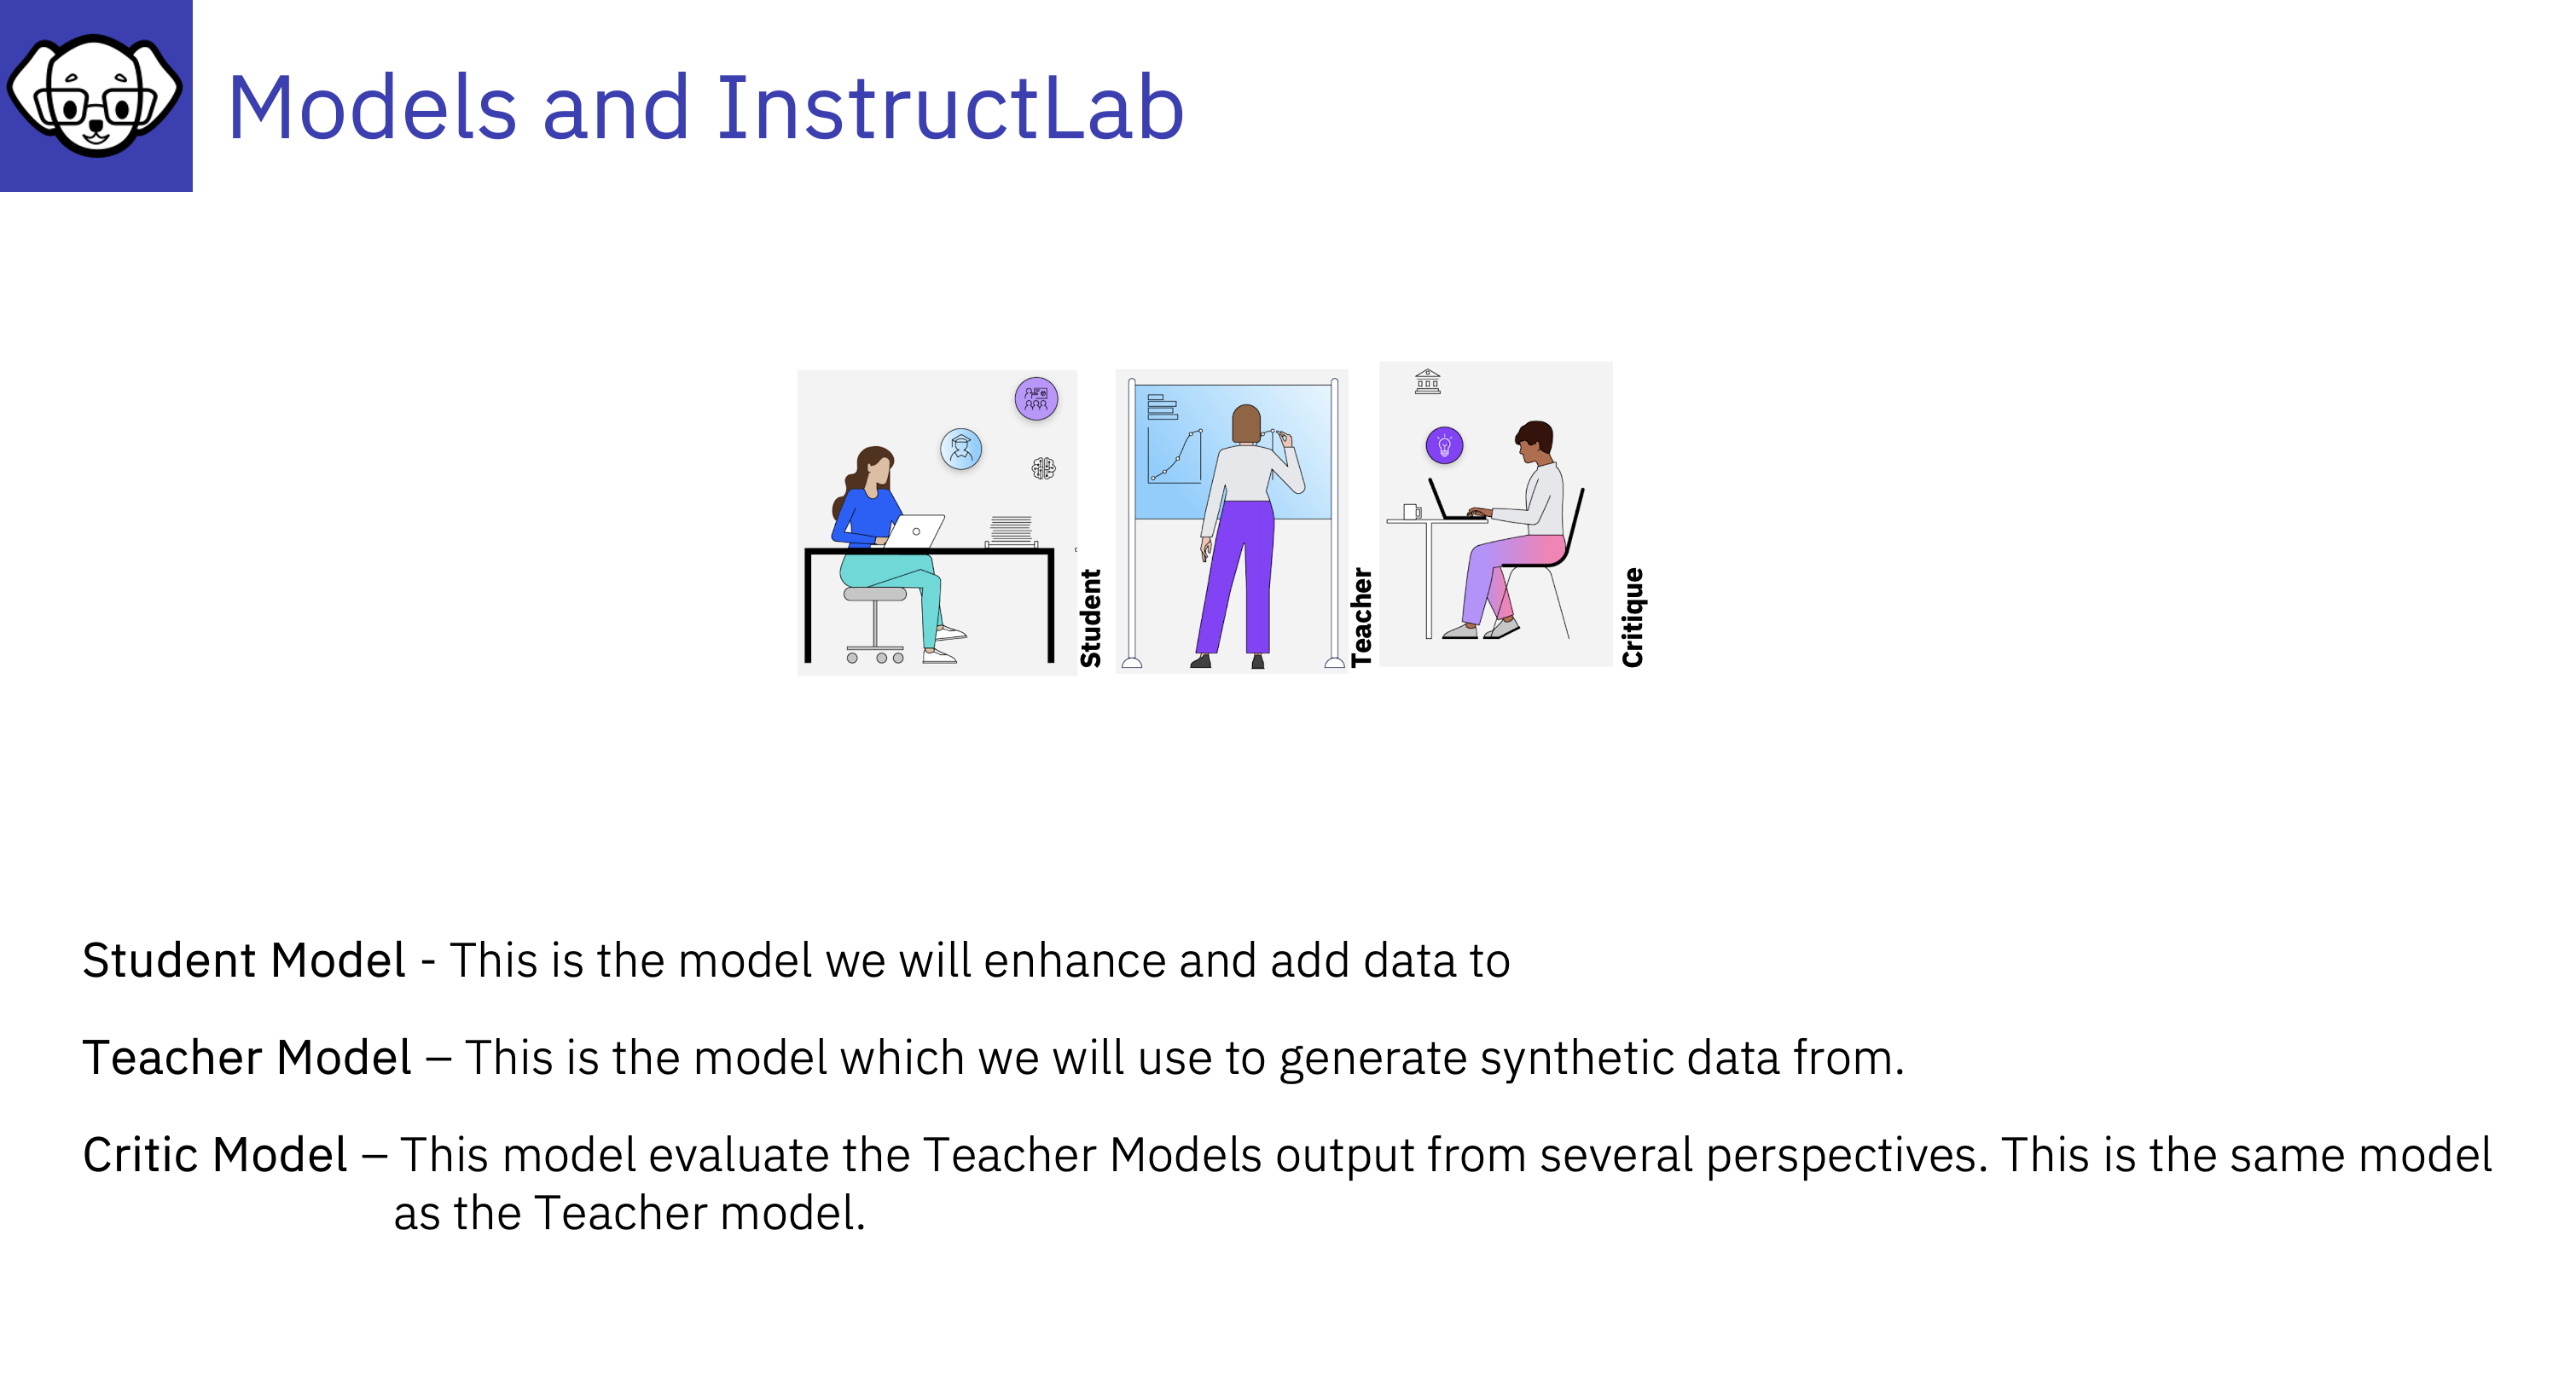 Models and InstructLab
Student
Teacher
Critique
Student Model - This is the model we will enhance and add data to
Teacher Model – This is the model which we will use to generate synthetic data from.
Critic Model – This model evaluate the Teacher Models output from several perspectives. This is the same model
as the Teacher model.